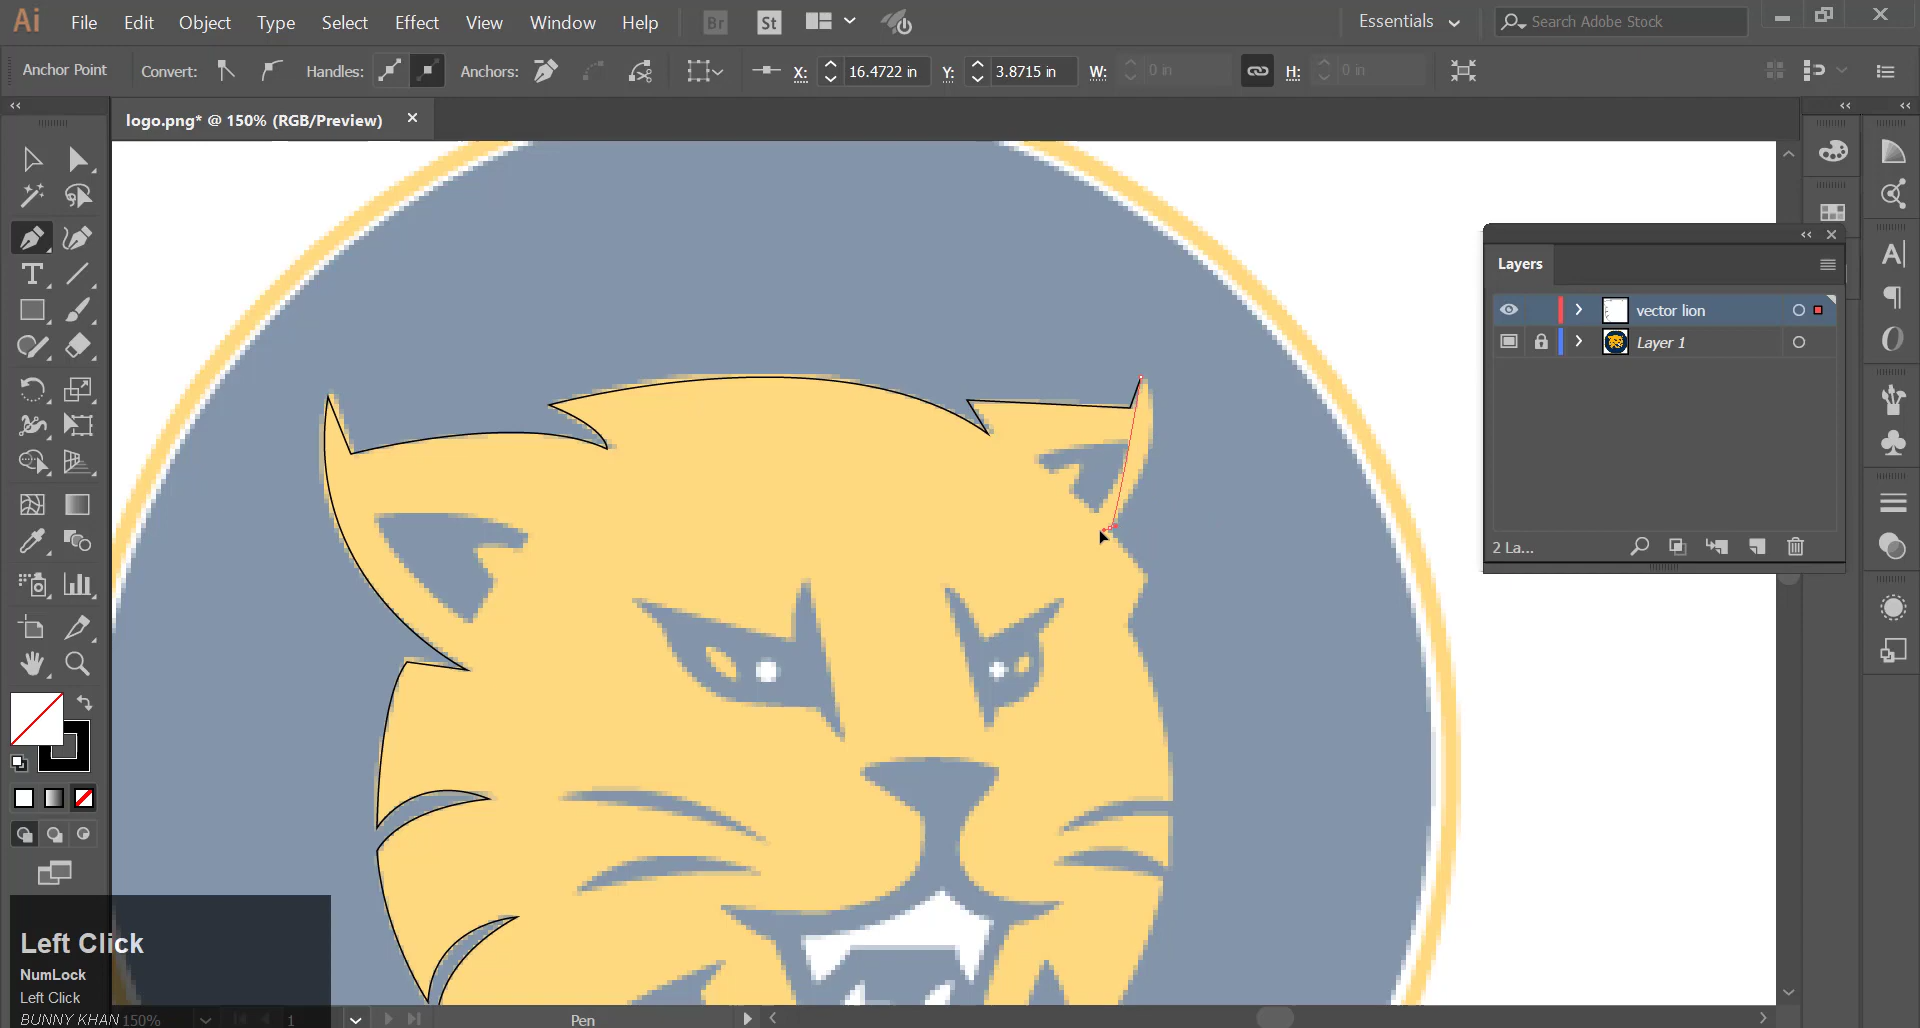 Ai File Edit Object Type Select Effect View Window Help Br St Essentials Search Adobe Stock
Anchor Point Convert: Handles: Anchors: X: 16.4722 in Y: 3.8715 in W: 0 in H: 0 in
logo.png* @ 150% (RGB/Preview)
Layers
vector lion
Layer 1
2 La...
Left Click
NumLock
Left Click
BUNNY KHAN
150% 1 Pen